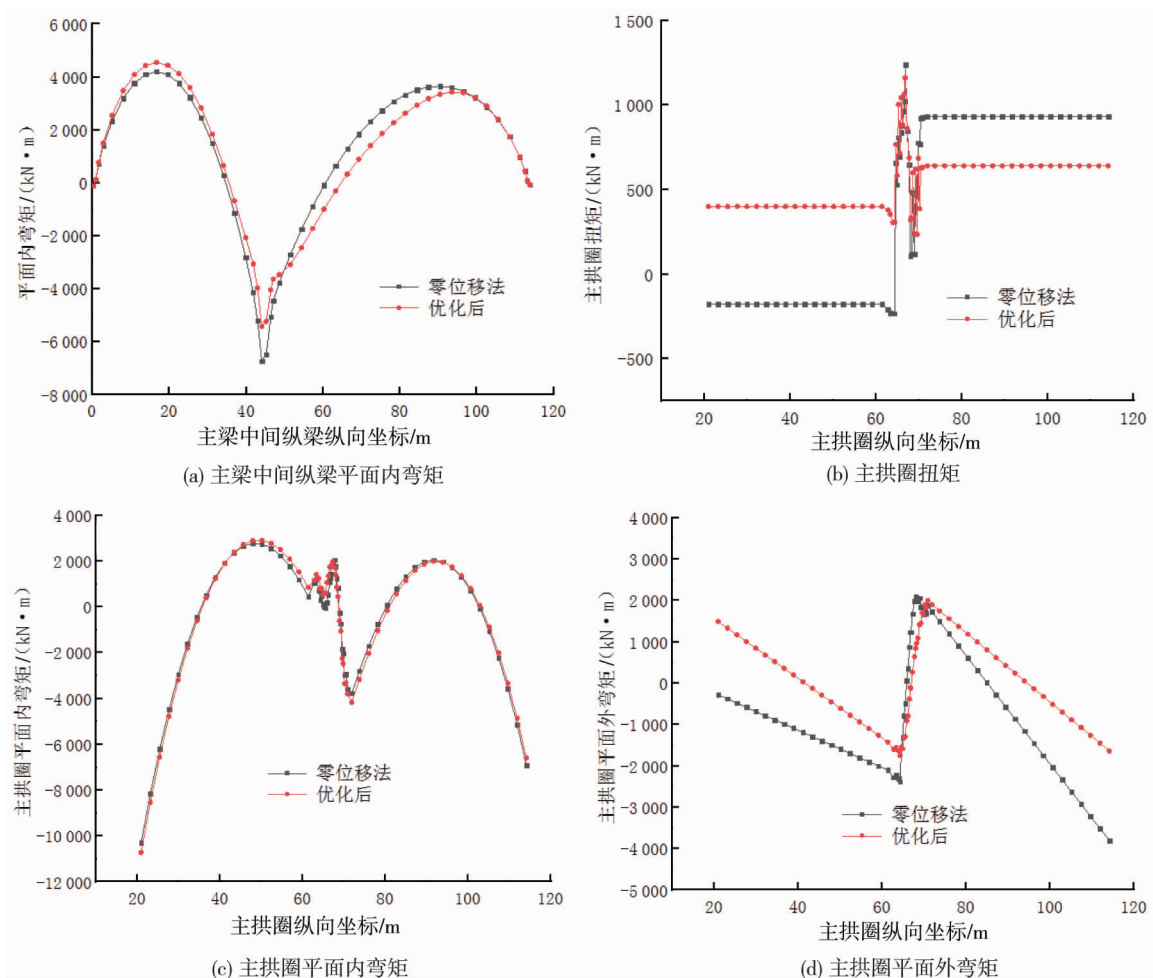 6 000
4 000
2 000
0
-2 000
-4 000
-6 000
-8 000
平面内弯矩/(kN·m)
零位移法
优化后
0 20 40 60 80 100 120
主梁中间纵梁纵向坐标/m
(a) 主梁中间纵梁平面内弯矩
1 500
1 000
500
0
-500
主拱圈扭矩/(kN·m)
零位移法
优化后
20 40 60 80 100 120
主拱圈纵向坐标/m
(b) 主拱圈扭矩
4 000
2 000
0
-2 000
-4 000
-6 000
-8 000
-10 000
-12 000
主拱圈平面内弯矩/(kN·m)
零位移法
优化后
20 40 60 80 100 120
主拱圈纵向坐标/m
(c) 主拱圈平面内弯矩
4 000
3 000
2 000
1 000
0
-1 000
-2 000
-3 000
-4 000
-5 000
主拱圈平面外弯矩/(kN·m)
零位移法
优化后
20 40 60 80 100 120
主拱圈纵向坐标/m
(d) 主拱圈平面外弯矩